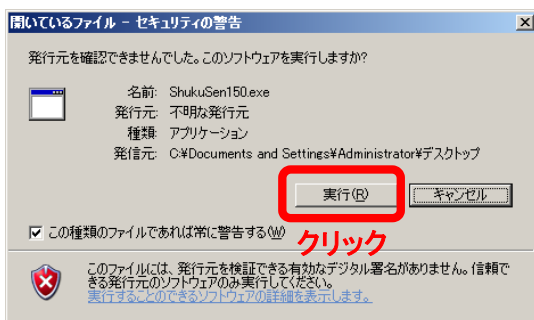 開いているファイル - セキュリティの警告
発行元を確認できませんでした。このソフトウェアを実行しますか?
名前: ShukuSen150.exe
発行元: 不明な発行元
種類: アプリケーション
発信元: C:¥Documents and Settings¥Administrator¥デスクトップ
実行(R) キャンセル
この種類のファイルであれば常に警告する(W)
クリック
このファイルには、発行元を検証できる有効なデジタル署名がありません。信頼で
きる発行元のソフトウェアのみ実行してください。
実行することのできるソフトウェアの詳細を表示します。